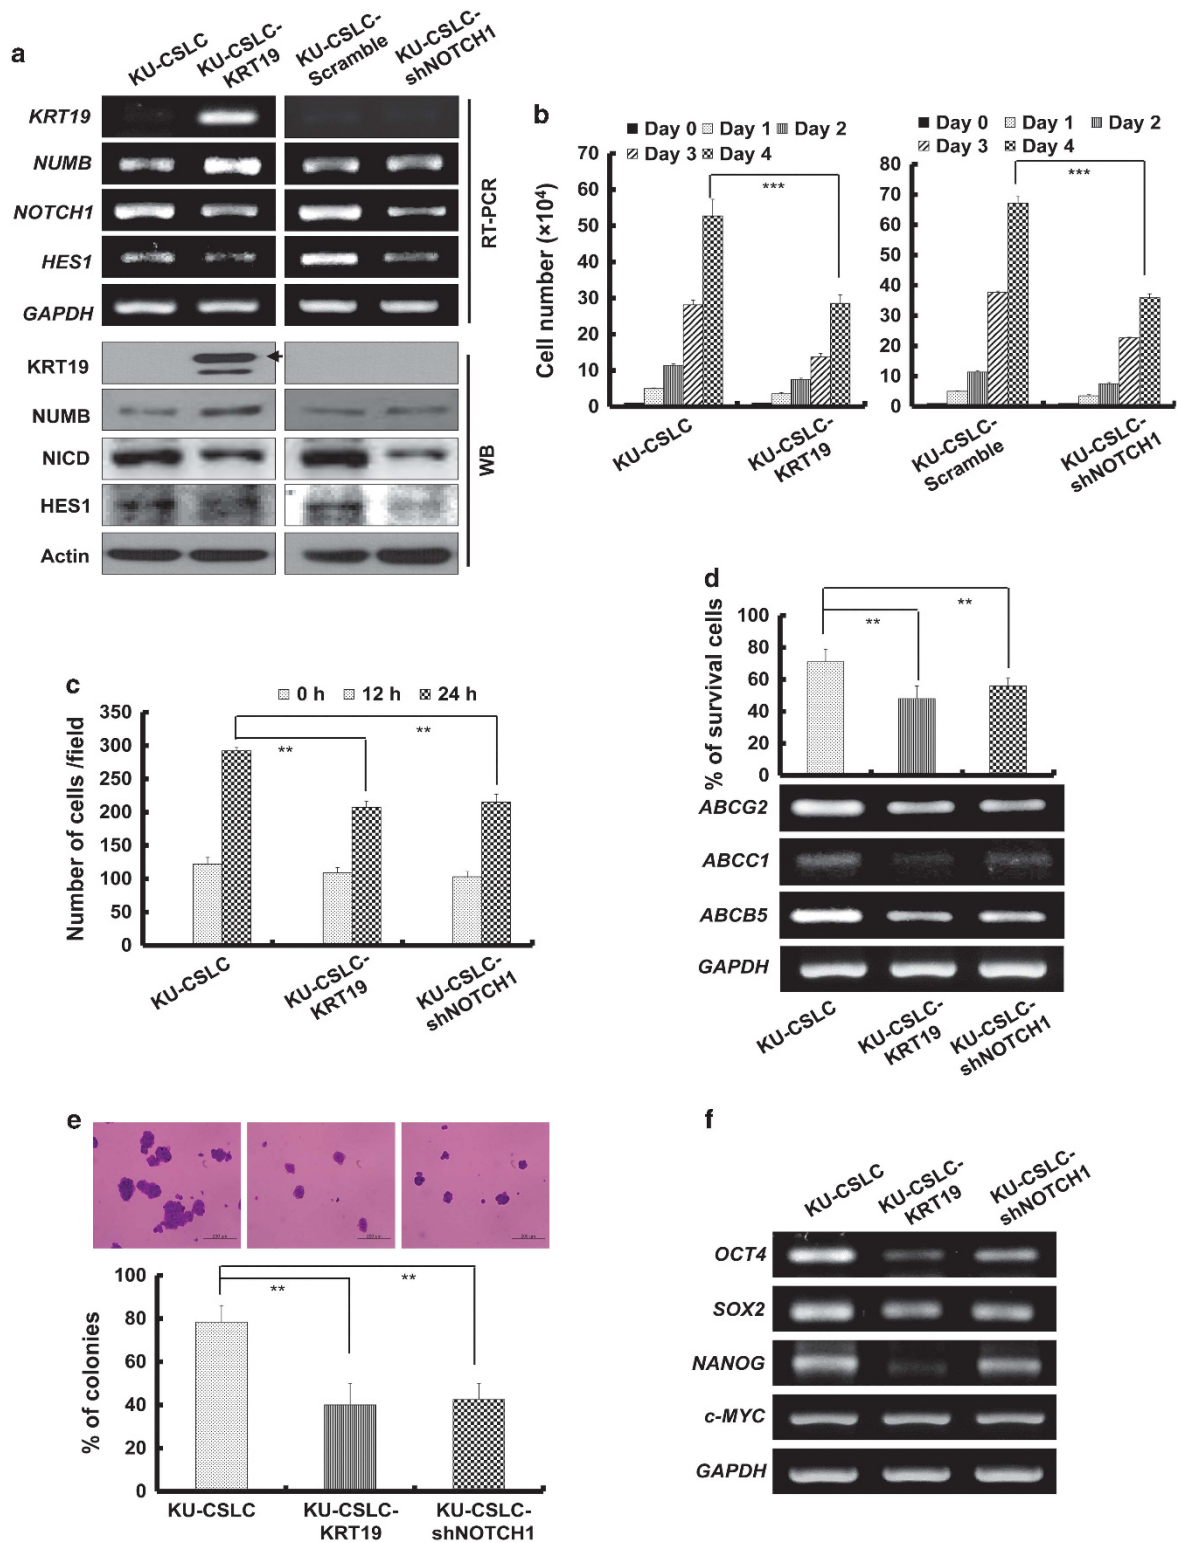 a
KU-CSLC
KU-CSLC-
KRT19
KU-CSLC-
Scramble
KU-CSLC-
shNOTCH1
KRT19
NUMB
NOTCH1
HES1
GAPDH
RT-PCR
KRT19
NUMB
NICD
HES1
Actin
WB
b
Day 0 Day 1 Day 2
Day 3 Day 4
Cell number (×10⁴)
70
60
50
40
30
20
10
0
***
KU-CSLC
KU-CSLC-
KRT19
Day 0 Day 1 Day 2
Day 3 Day 4
80
70
60
50
40
30
20
10
0
***
KU-CSLC-
Scramble
KU-CSLC-
shNOTCH1
c
0 h 12 h 24 h
Number of cells /field
350
300
250
200
150
100
50
0
**
**
KU-CSLC
KU-CSLC-
KRT19
KU-CSLC-
shNOTCH1
d
% of survival cells
100
80
60
40
20
0
**
**
ABCG2
ABCC1
ABCB5
GAPDH
KU-CSLC
KU-CSLC-
KRT19
KU-CSLC-
shNOTCH1
e
% of colonies
100
80
60
40
20
0
**
**
KU-CSLC
KU-CSLC-
KRT19
KU-CSLC-
shNOTCH1
f
KU-CSLC
KU-CSLC-
KRT19
KU-CSLC-
shNOTCH1
OCT4
SOX2
NANOG
c-MYC
GAPDH